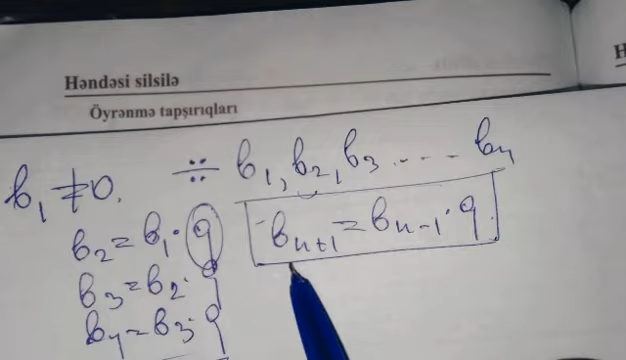 Həndəsi silsilə
H
Öyrənmə tapşırıqları
b₁ ≠ 0. ÷÷ b₁, b₂, b₃ ..... b₄
b₂ = b₁ · q
bₙ₊₁ = bₙ₋₁ · q
b₃ = b₂ · q
b₄ = b₃ · q